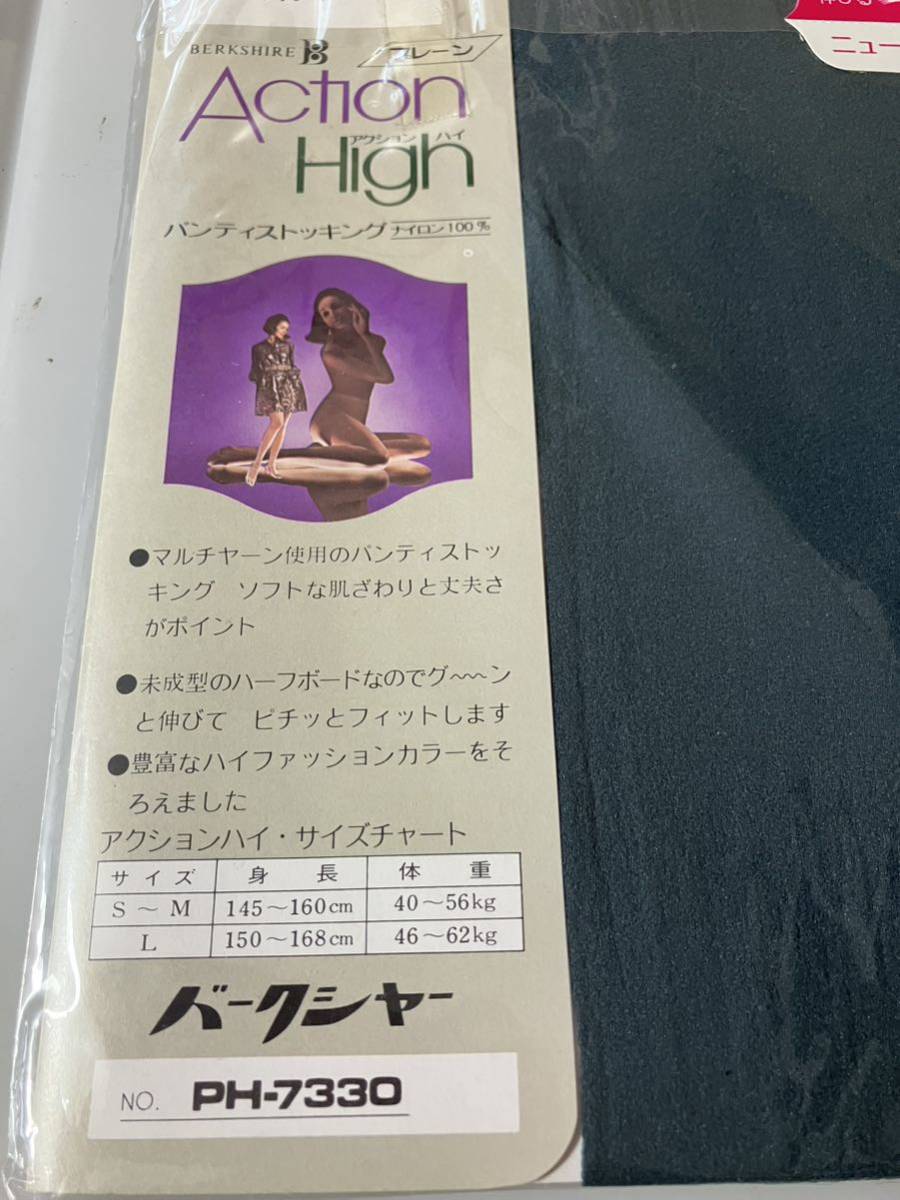 BERKSHIRE B プレーン
Action
アクション ハイ
High
パンティストッキング ナイロン100%
●マルチヤーン使用のパンティストッ
キング ソフトな肌ざわりと丈夫さ
がポイント
●未成型のハーフボードなのでグ〜〜ン
と伸びて ピチッとフィットします
●豊富なハイファッションカラーをそ
ろえました
アクションハイ・サイズチャート
サイズ 身長 体重
S〜M 145〜160cm 40〜56kg
L 150〜168cm 46〜62kg
バークシャー
NO. PH-7330
ニュー